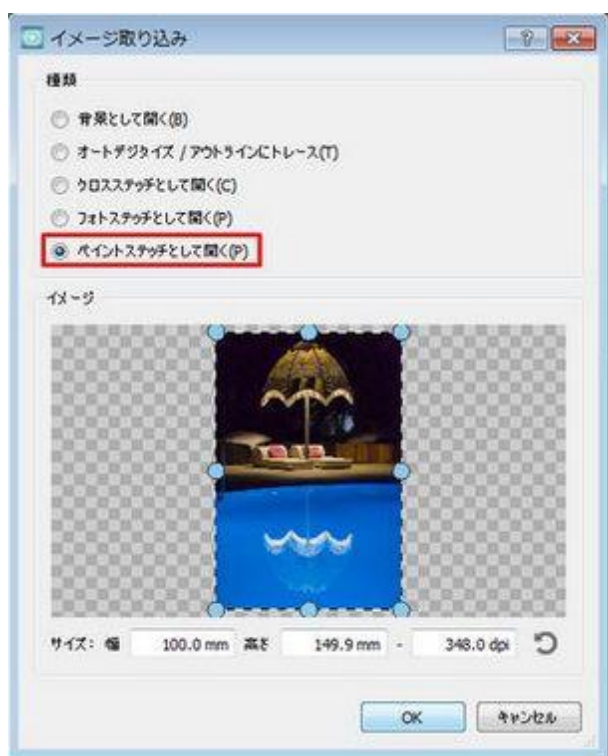 イメージ取り込み
種類
背景として開く(B)
オートデジタイズ / アウトラインにトレース(T)
クロスステッチとして開く(C)
フォトステッチとして開く(P)
ペイントステッチとして開く(P)
イメージ
サイズ: 幅 100.0 mm 高さ 149.9 mm - 348.0 dpi
OK キャンセル